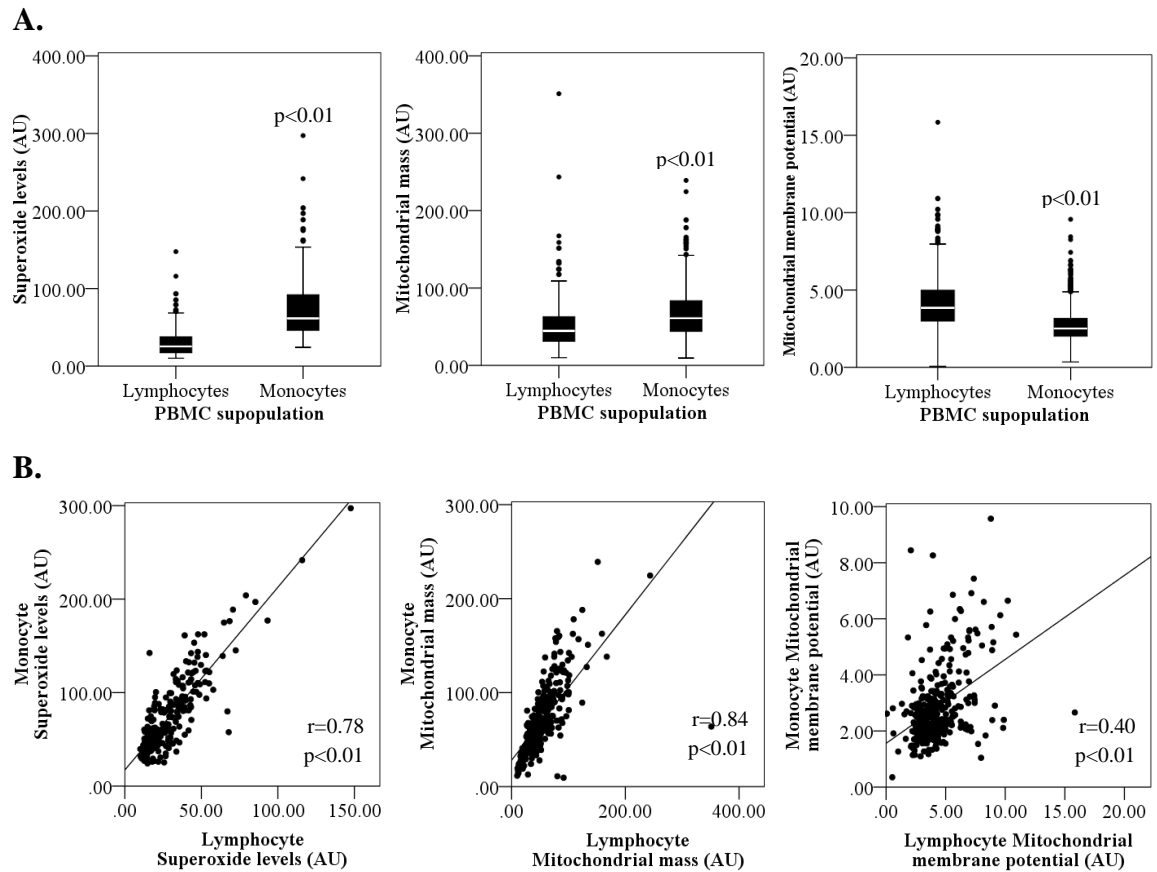 A.
Superoxide levels (AU)
400.00
300.00
200.00
100.00
0.00
p<0.01
Lymphocytes Monocytes
PBMC supopulation
Mitochondrial mass (AU)
400.00
300.00
200.00
100.00
0.00
p<0.01
Lymphocytes Monocytes
PBMC supopulation
Mitochondrial membrane potential (AU)
20.00
15.00
10.00
5.00
0.00
p<0.01
Lymphocytes Monocytes
PBMC supopulation
B.
Monocyte
Superoxide levels (AU)
300.00
200.00
100.00
.00
r=0.78
p<0.01
.00 50.00 100.00 150.00
Lymphocyte
Superoxide levels (AU)
Monocyte
Mitochondrial mass (AU)
300.00
200.00
100.00
.00
r=0.84
p<0.01
.00 200.00 400.00
Lymphocyte
Mitochondrial mass (AU)
Monocyte Mitochondrial
membrane potential (AU)
10.00
8.00
6.00
4.00
2.00
.00
r=0.40
p<0.01
.00 5.00 10.00 15.00 20.00
Lymphocyte Mitochondrial
membrane potential (AU)